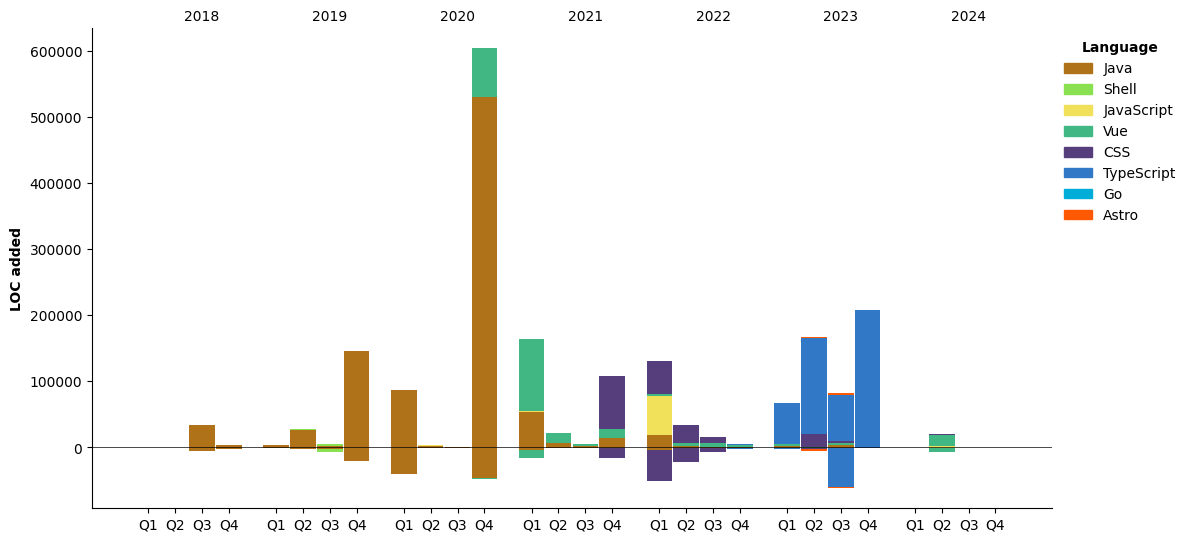 2018 2019 2020 2021 2022 2023 2024
LOC added
600000
500000
400000
300000
200000
100000
0
Language
Java
Shell
JavaScript
Vue
CSS
TypeScript
Go
Astro
Q1 Q2 Q3 Q4 Q1 Q2 Q3 Q4 Q1 Q2 Q3 Q4 Q1 Q2 Q3 Q4 Q1 Q2 Q3 Q4 Q1 Q2 Q3 Q4 Q1 Q2 Q3 Q4